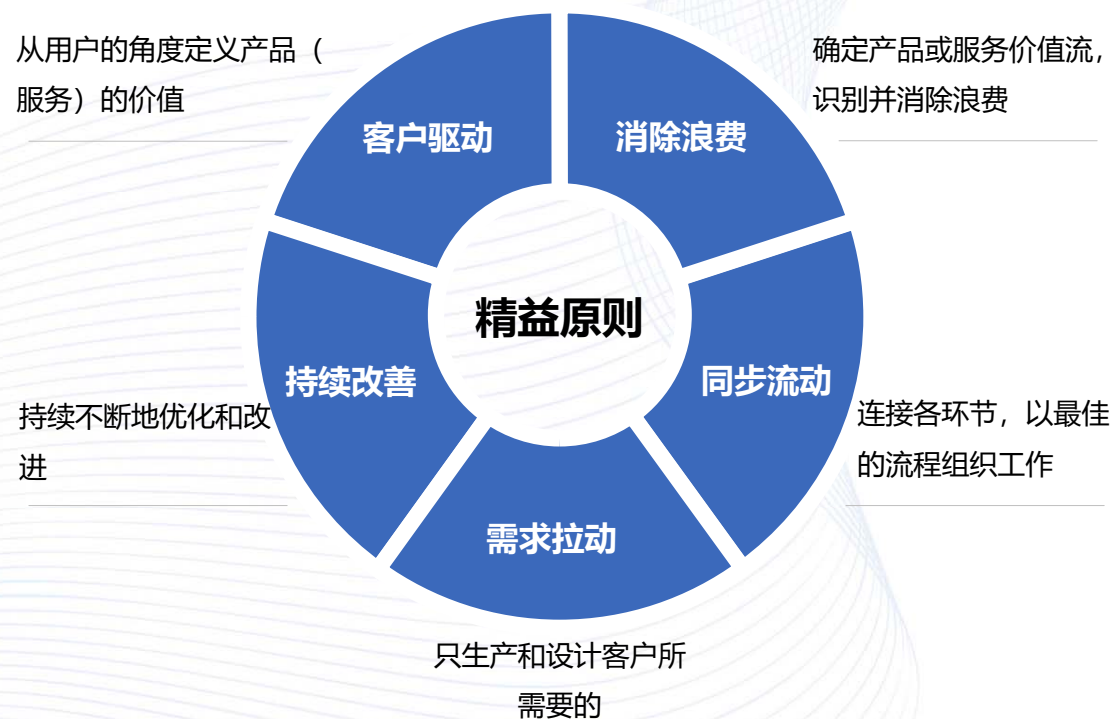 从用户的角度定义产品（
服务）的价值
确定产品或服务价值流，
识别并消除浪费
客户驱动
消除浪费
精益原则
持续改善
同步流动
持续不断地优化和改
进
连接各环节，以最佳
的流程组织工作
需求拉动
只生产和设计客户所
需要的